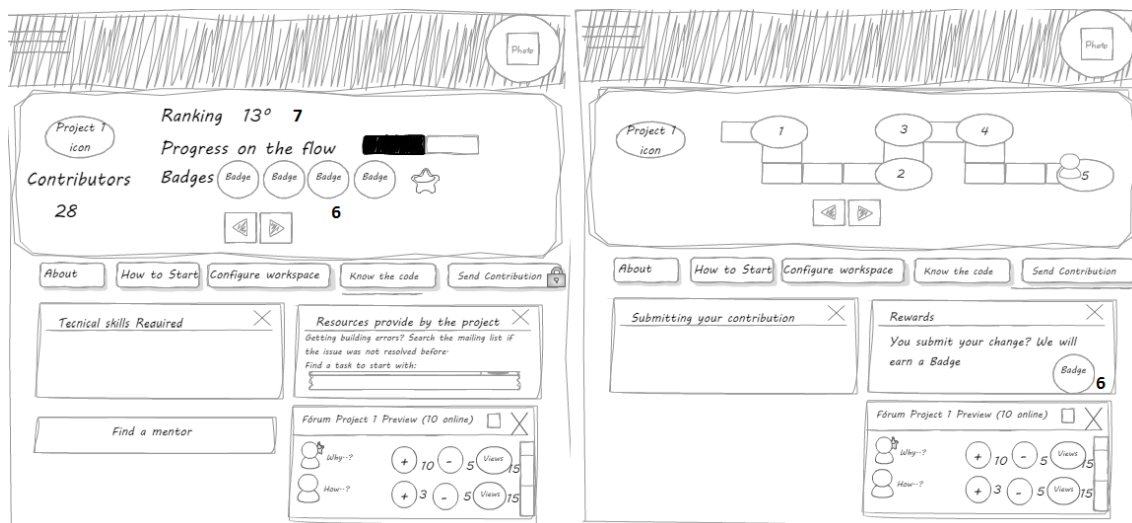 Photo
Ranking 13º 7
Project 1
icon
Progress on the flow
Contributors
28
Badges Badge Badge Badge Badge
6
About
How to Start
Configure workspace
Know the code
Send Contribution
Tecnical skills Reauired
Resources provide by the project
Getting building errors? Search the mailing list if
the issue was not resolved before.
Find a task to start with:
Find a mentor
Fórum Project 1 Preview (10 online)
Why..?
+ 10 - 5 Views 15
How..?
+ 3 - 5 Views 15
Photo
Project 1
icon
1
3
4
2
5
About
How to Start
Configure workspace
Know the code
Send Contribution
Submitting your contribution
Rewards
You submit your change? We will
earn a Badge
Badge
6
Fórum Project 1 Preview (10 online)
Why..?
+ 10 - 5 Views 15
How..?
+ 3 - 5 Views 15